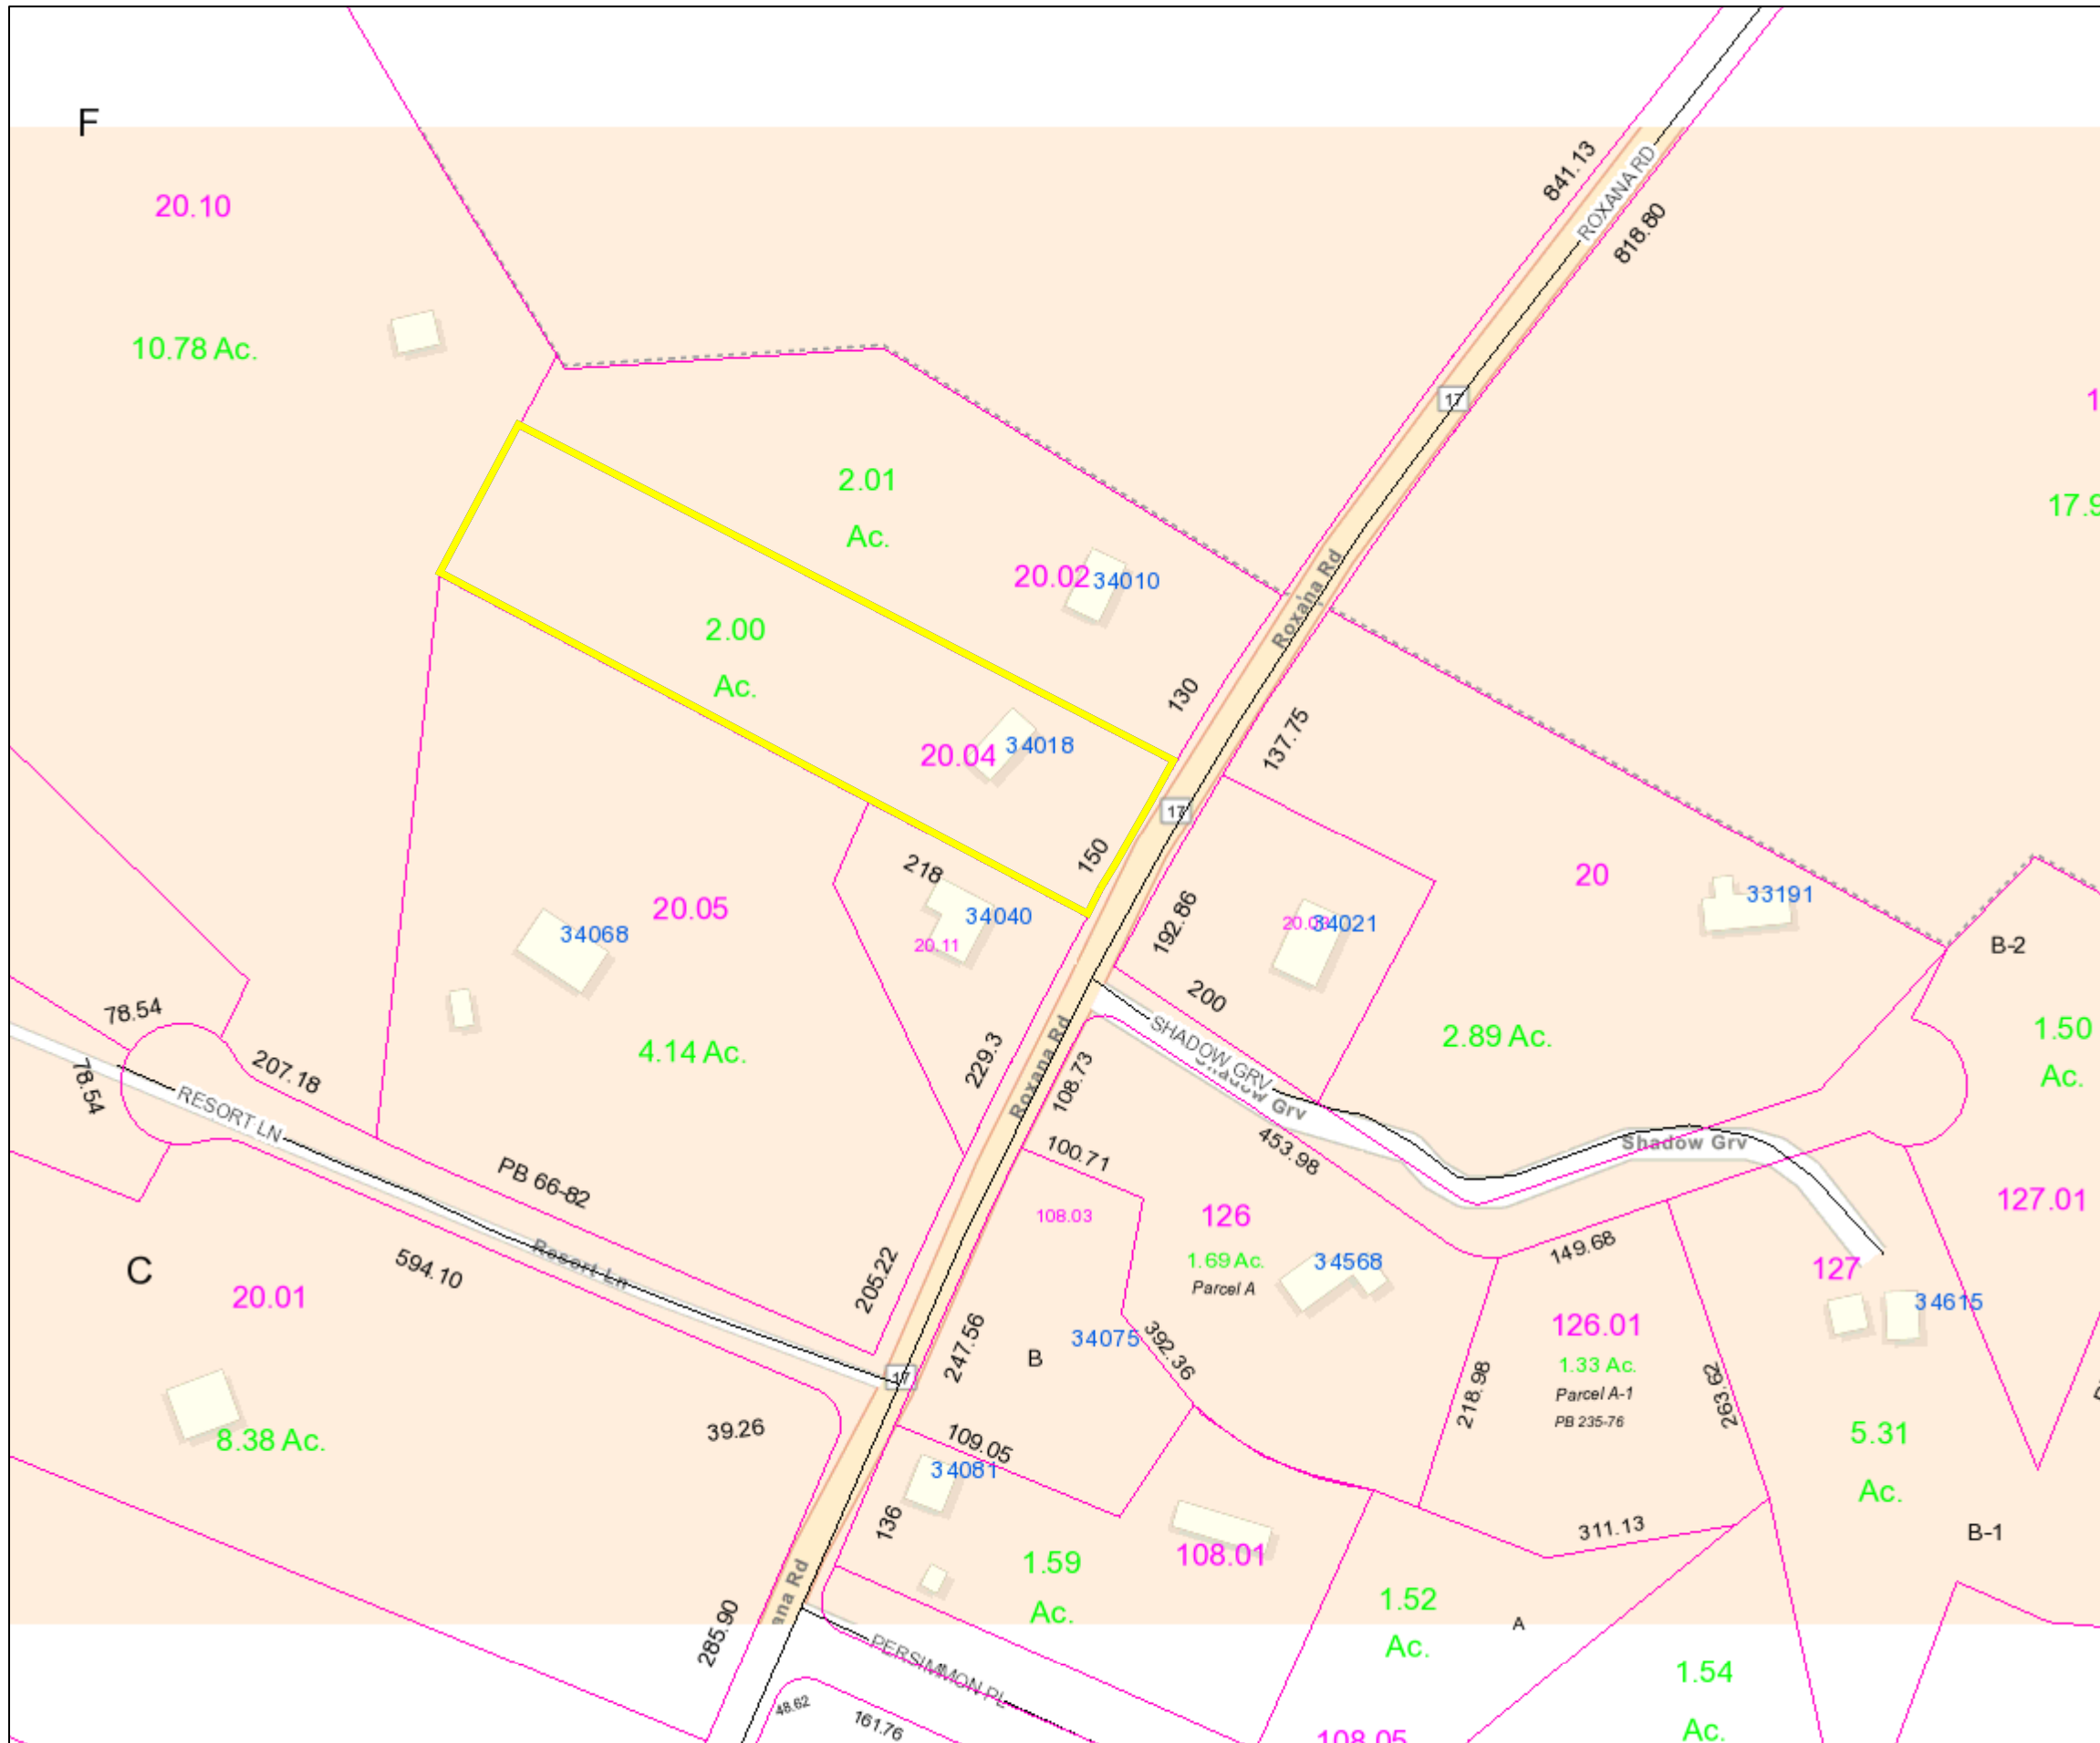 F
20.10
10.78 Ac.
841.13
ROXANA RD
818.80
17
2.01
Ac.
20.02
34010
Roxana Rd
2.00
Ac.
130
137.75
20.04
34018
17
150
218
192.86
20
33191
B-2
34021
20.05
34068
34040
20.11
200
4.14 Ac.
2.89 Ac.
1.50
Ac.
229.3
Roxana Rd
108.73
SHADOW GRV
Shadow Grv
78.54
78.54
207.18
RESORT LN
PB 66-82
100.71
453.98
Shadow Grv
108.03
126
1.69 Ac.
Parcel A
34568
149.68
127.01
127
34615
C
20.01
594.10
Resort Ln
205.22
247.56
B
34075
392.36
126.01
1.33 Ac.
Parcel A-1
PB 235-76
218.98
263.62
17
39.26
8.38 Ac.
109.05
34081
136
5.31
Ac.
311.13
B-1
1.59
Ac.
108.01
1.52
Ac.
A
1.54
Ac.
285.90
PERSIMMON PL
48.62
161.76
108.05